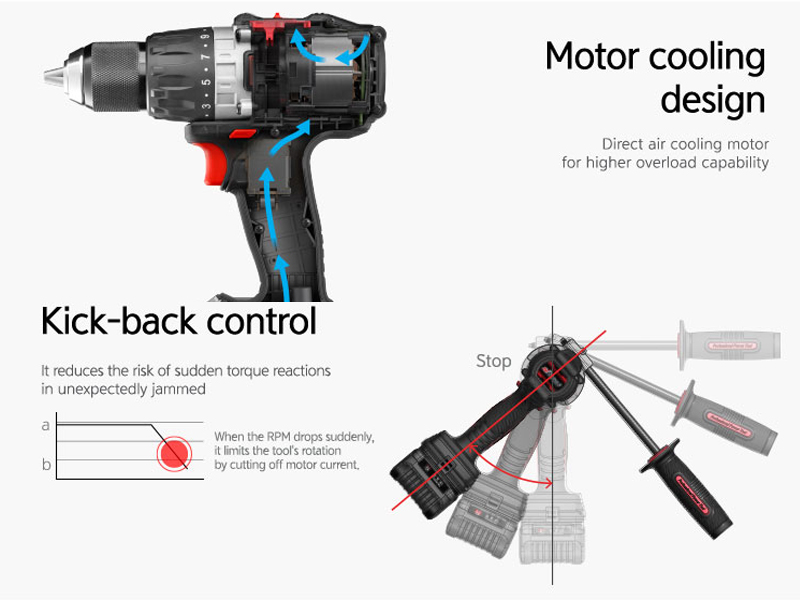 9
7
5
3
Motor cooling
design
Direct air cooling motor
for higher overload capability
Kick-back control
It reduces the risk of sudden torque reactions
in unexpectedly jammed
a
b
When the RPM drops suddenly,
it limits the tool's rotation
by cutting off motor current.
Stop